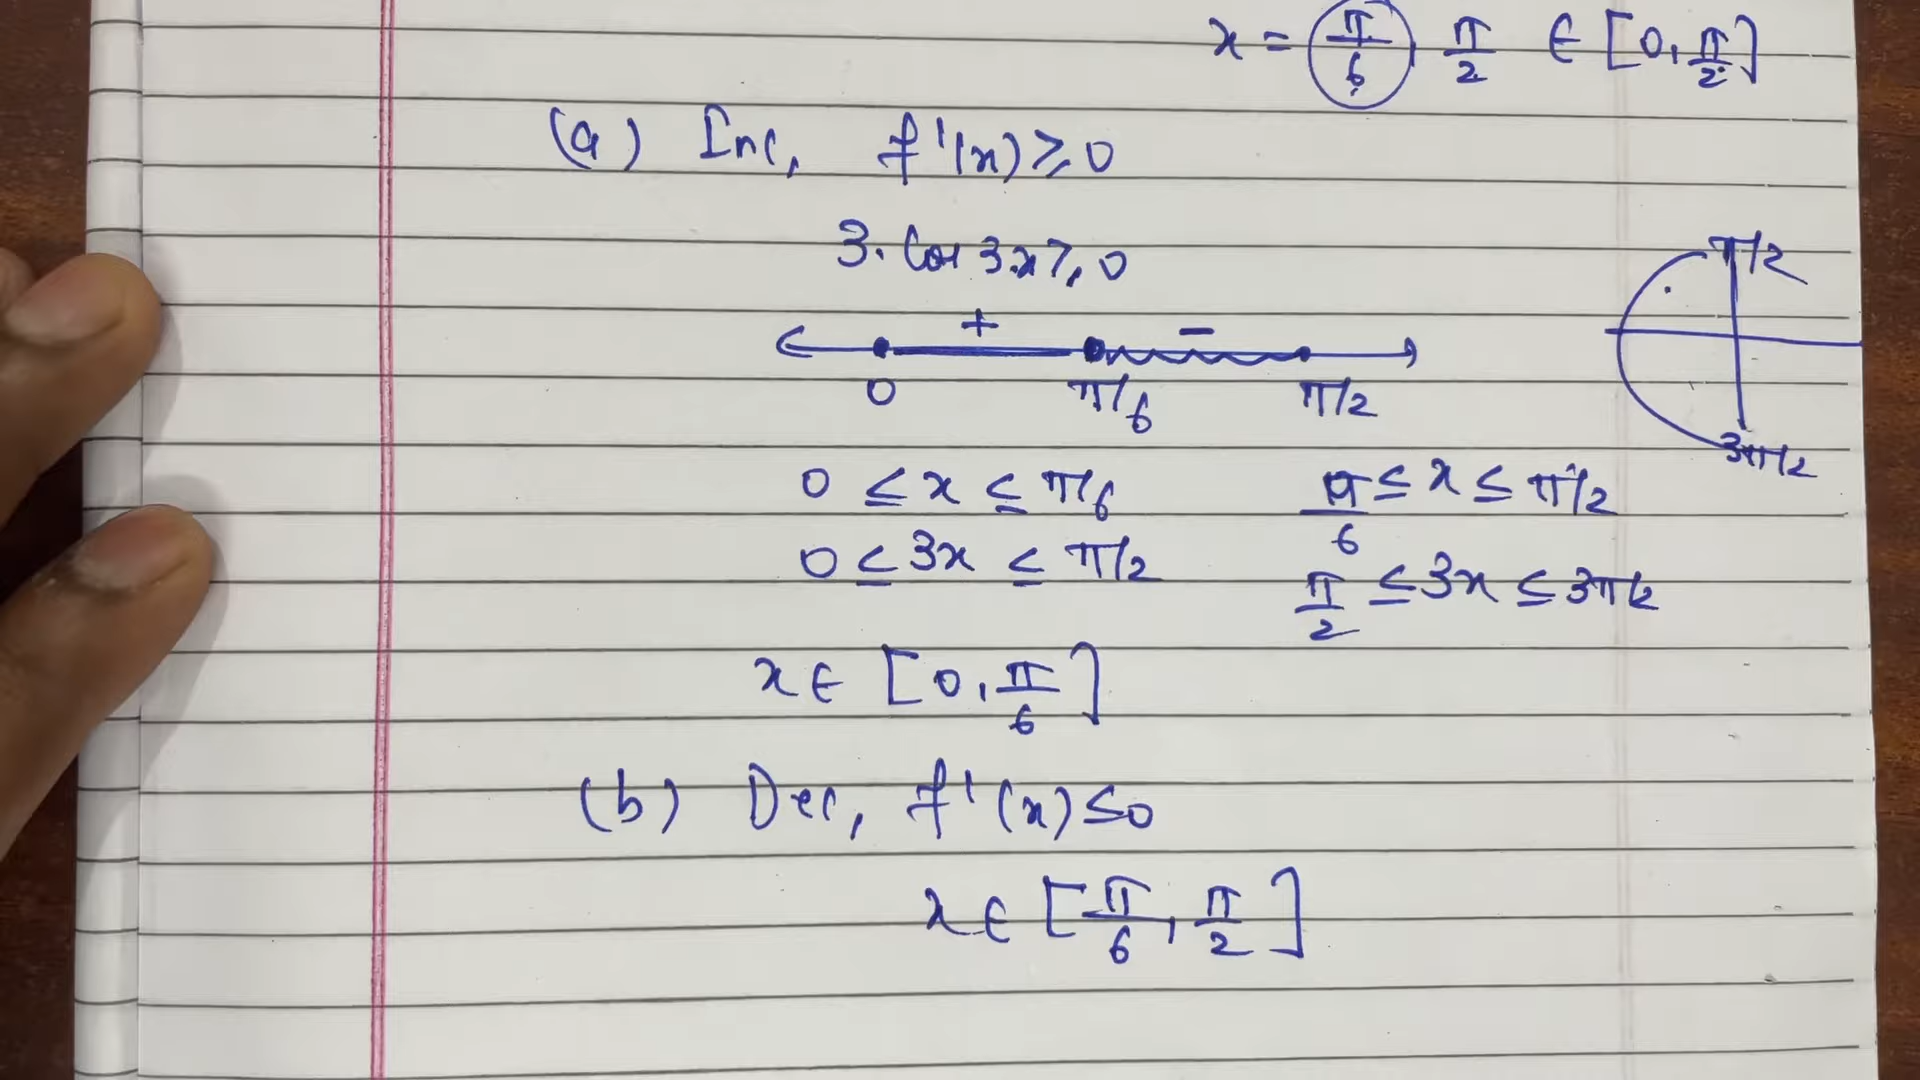 x = π/6, π/2 ∈ [0, π/2]
(a) Inc, f'(x) ≥ 0
3. cos 3x ≥ 0
+ −
0 π/6 π/2
π/2
3π/2
0 ≤ x ≤ π/6 π/6 ≤ x ≤ π/2
0 ≤ 3x ≤ π/2 π/2 ≤ 3x ≤ 3π/2
x ∈ [0, π/6]
(b) Dec, f'(x) ≤ 0
x ∈ [π/6, π/2]